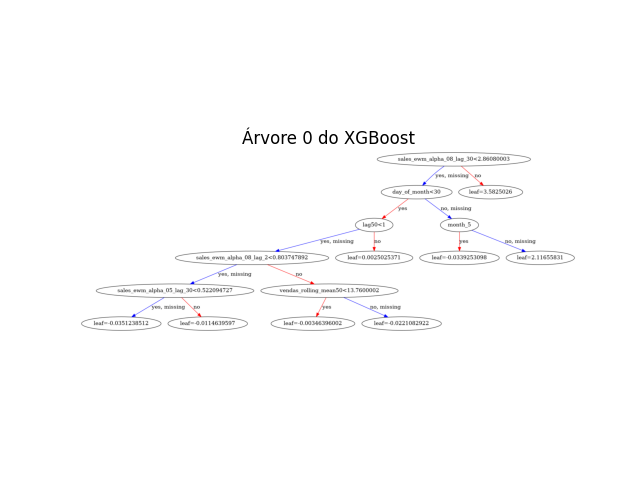 Árvore 0 do XGBoost
sales_ewm_alpha_08_lag_30<2.86080003
yes, missing
no
day_of_month<30
leaf=3.5825026
yes
no, missing
lag50<1
month_5
yes, missing
no
yes
no, missing
sales_ewm_alpha_08_lag_2<0.803747892
leaf=0.0025025371
leaf=-0.0339253098
leaf=2.11655831
yes, missing
no
sales_ewm_alpha_05_lag_30<0.522094727
vendas_rolling_mean50<13.7600002
yes, missing
no
yes
no, missing
leaf=-0.0351238512
leaf=-0.0114639597
leaf=-0.00346396002
leaf=-0.0221082922